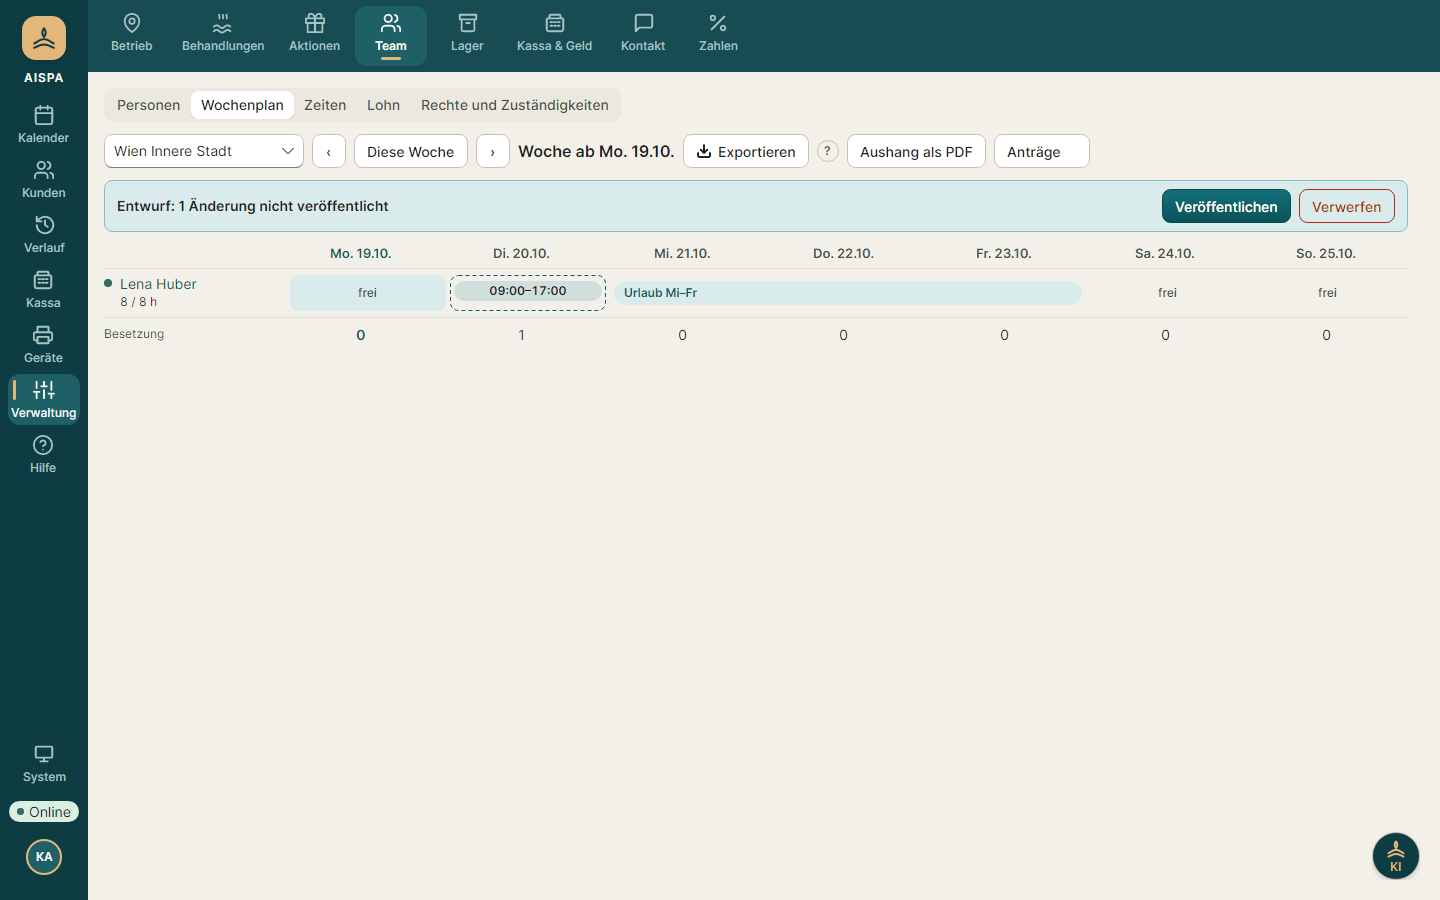 AISPA
Kalender
Kunden
Verlauf
Kassa
Geräte
Verwaltung
Hilfe
System
Online
KA
Betrieb
Behandlungen
Aktionen
Team
Lager
Kassa & Geld
Kontakt
Zahlen
Personen
Wochenplan
Zeiten
Lohn
Rechte und Zuständigkeiten
Wien Innere Stadt
‹
Diese Woche
›
Woche ab Mo. 19.10.
Exportieren
?
Aushang als PDF
Anträge
Entwurf: 1 Änderung nicht veröffentlicht
Veröffentlichen
Verwerfen
Mo. 19.10.
Di. 20.10.
Mi. 21.10.
Do. 22.10.
Fr. 23.10.
Sa. 24.10.
So. 25.10.
Lena Huber
8 / 8 h
frei
09:00–17:00
Urlaub Mi–Fr
frei
frei
Besetzung
0
1
0
0
0
0
0
KI